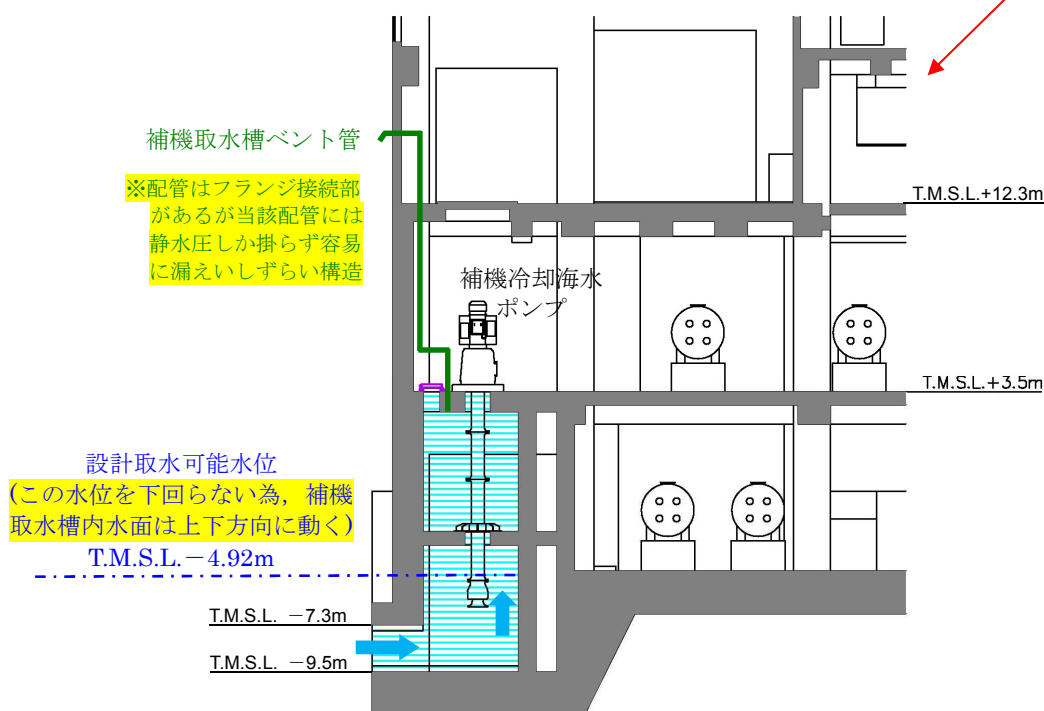 補機取水槽ベント管
※配管はフランジ接続部
があるが当該配管には
静水圧しか掛らず容易
に漏えいしずらい構造
T.M.S.L.+12.3m
補機冷却海水
ポンプ
T.M.S.L.+3.5m
設計取水可能水位
(この水位を下回らない為，補機
取水槽内水面は上下方向に動く)
T.M.S.L.－4.92m
T.M.S.L. －7.3m
T.M.S.L. －9.5m